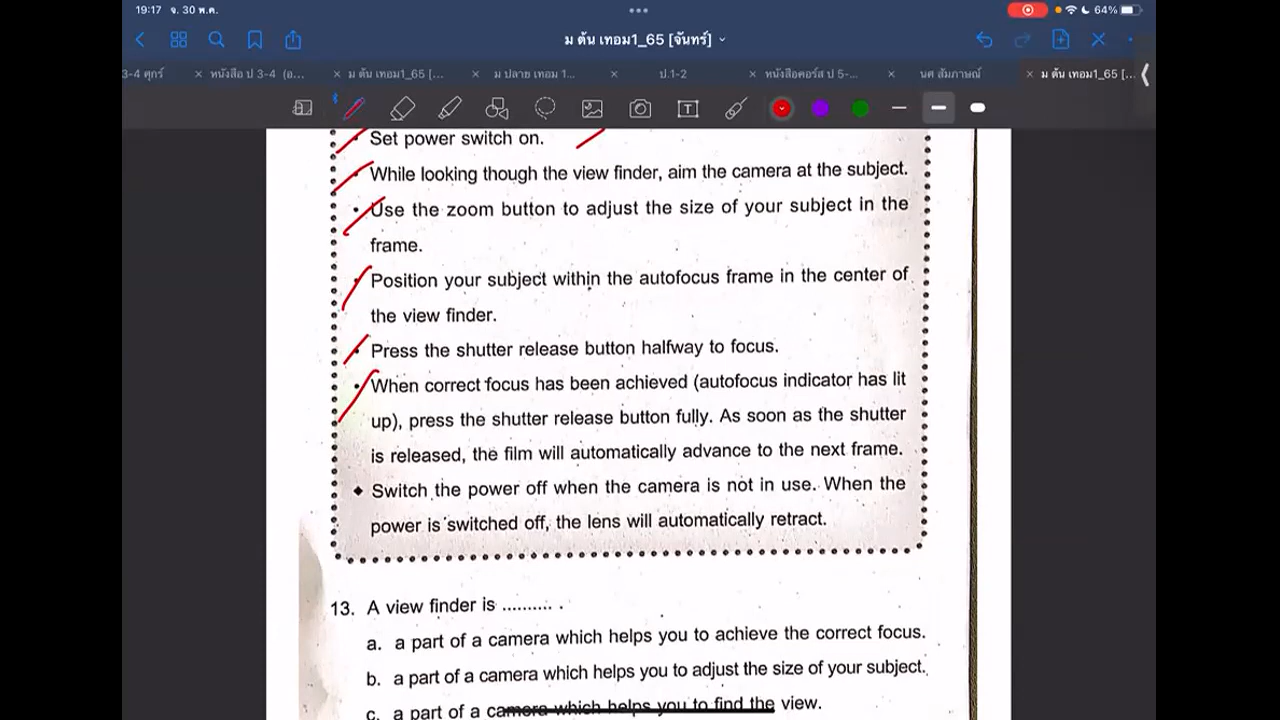 19:17 จ. 30 พ.ค.
64%
ม ต้น เทอม1_65 [จันทร์]
3-4 ศุกร์
หนังสือ ป 3-4 (อ...
ม ต้น เทอม1_65 [...
ม ปลาย เทอม 1...
ป.1-2
หนังสือคอร์ส ป 5-...
นศ สัมภาษณ์
ม ต้น เทอม1_65 [...
Set power switch on.
While looking though the view finder, aim the camera at the subject.
• Use the zoom button to adjust the size of your subject in the
frame.
Position your subject within the autofocus frame in the center of
the view finder.
Press the shutter release button halfway to focus.
• When correct focus has been achieved (autofocus indicator has lit
up), press the shutter release button fully. As soon as the shutter
is released, the film will automatically advance to the next frame.
◆ Switch the power off when the camera is not in use. When the
power is switched off, the lens will automatically retract.
13. A view finder is .......... .
a. a part of a camera which helps you to achieve the correct focus.
b. a part of a camera which helps you to adjust the size of your subject.
c. a part of a camera which helps you to find the view.